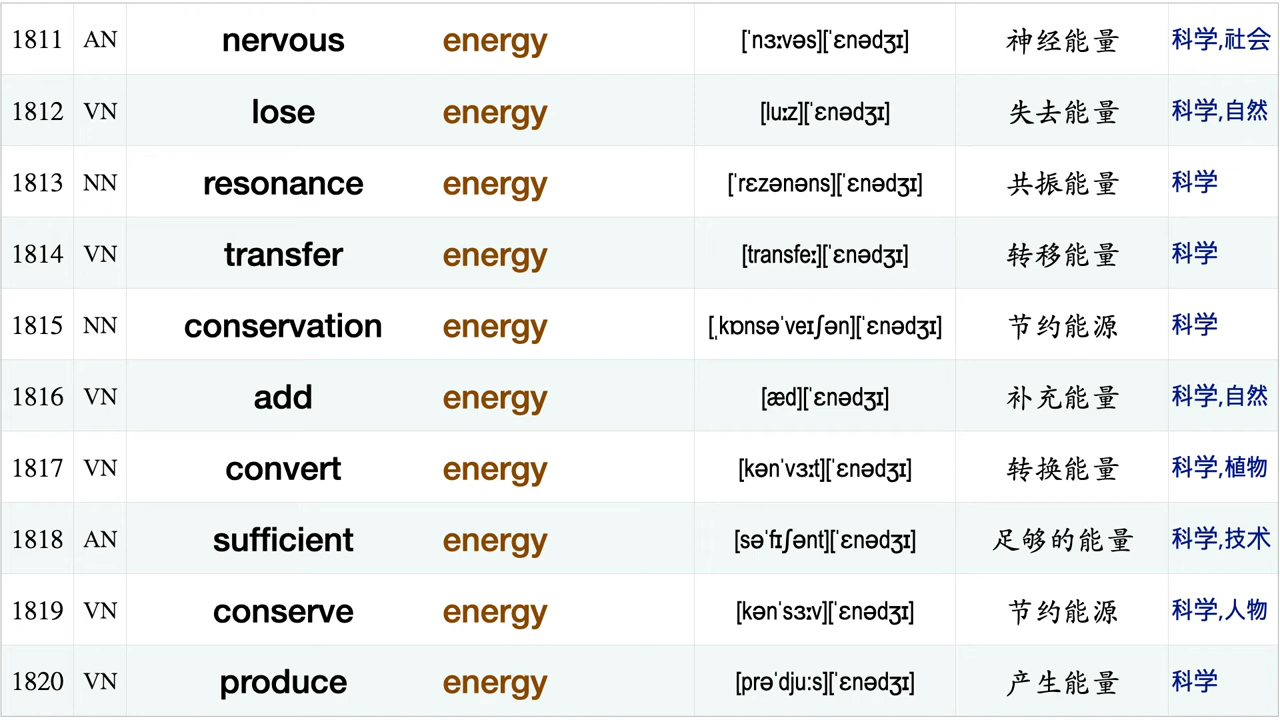 1811 AN nervous energy [ˈnɜːvəs][ˈɛnədʒɪ] 神经能量 科学,社会
1812 VN lose energy [luːz][ˈɛnədʒɪ] 失去能量 科学,自然
1813 NN resonance energy [ˈrɛzənəns][ˈɛnədʒɪ] 共振能量 科学
1814 VN transfer energy [transfeː][ˈɛnədʒɪ] 转移能量 科学
1815 NN conservation energy [ˌkɒnsəˈveɪʃən][ˈɛnədʒɪ] 节约能源 科学
1816 VN add energy [æd][ˈɛnədʒɪ] 补充能量 科学,自然
1817 VN convert energy [kənˈvɜːt][ˈɛnədʒɪ] 转换能量 科学,植物
1818 AN sufficient energy [səˈfɪʃənt][ˈɛnədʒɪ] 足够的能量 科学,技术
1819 VN conserve energy [kənˈsɜːv][ˈɛnədʒɪ] 节约能源 科学,人物
1820 VN produce energy [prəˈdjuːs][ˈɛnədʒɪ] 产生能量 科学